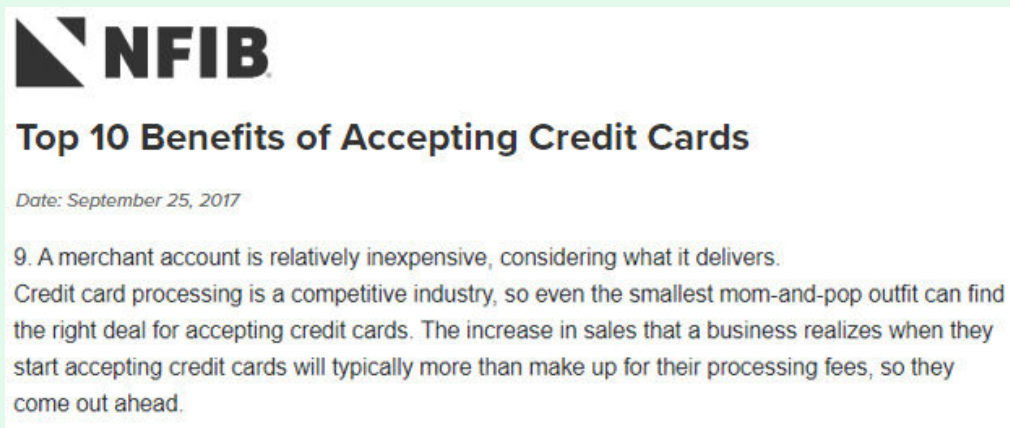 NFIB
Top 10 Benefits of Accepting Credit Cards
Date: September 25, 2017
9. A merchant account is relatively inexpensive, considering what it delivers.
Credit card processing is a competitive industry, so even the smallest mom-and-pop outfit can find
the right deal for accepting credit cards. The increase in sales that a business realizes when they
start accepting credit cards will typically more than make up for their processing fees, so they
come out ahead.